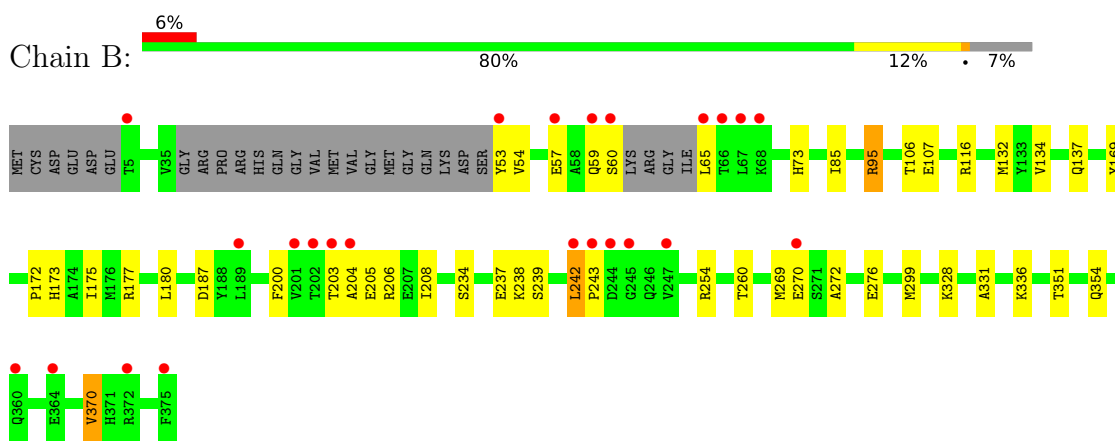 6%
Chain B:
80% 12% • 7%
MET CYS ASP GLU ASP GLU T5 V35 GLY ARG PRO ARG HIS GLN GLY VAL MET VAL GLY MET GLY GLN LYS ASP SER Y53 V54 E57 A58 Q59 S60 LYS ARG GLY ILE L65 T66 L67 K68 H73 I85 R95 T106 E107 R116 M132 Y133 V134 Q137 Y169
P172 H173 A174 I175 M176 R177 L180 D187 Y188 L189 F200 V201 T202 T203 A204 E205 R206 E207 I208 S234 E237 K238 S239 L242 P243 D244 G245 Q246 V247 R254 T260 M269 E270 S271 A272 E276 M299 K328 A331 K336 T351 Q354
Q360 E364 V370 H371 R372 F375